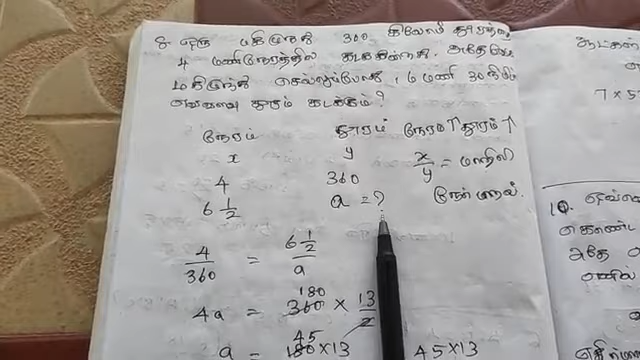 8. ஒரு மகிழுந்து 360 கிலோமீ தூரத்தை
4 மணிநேரத்தில் கடக்கின்றது. அதே
மகிழுந்து செல்லும்போது, 6 மணி 30 நிமி
எவ்வளவு தூரம் கடக்கும்?
நேரம் தூரம் நேரம்↑ தூரம்↑
x y x/y = மாறிலி
4 360
6 1/2 a = ? நேர் மாறல்.
4/360 = 6 1/2 / a
180
4a = 360 × 13/2
45
a = 180 × 13 45 × 13
7 × 5
10. எவ்வ
கொண்ட
அதே